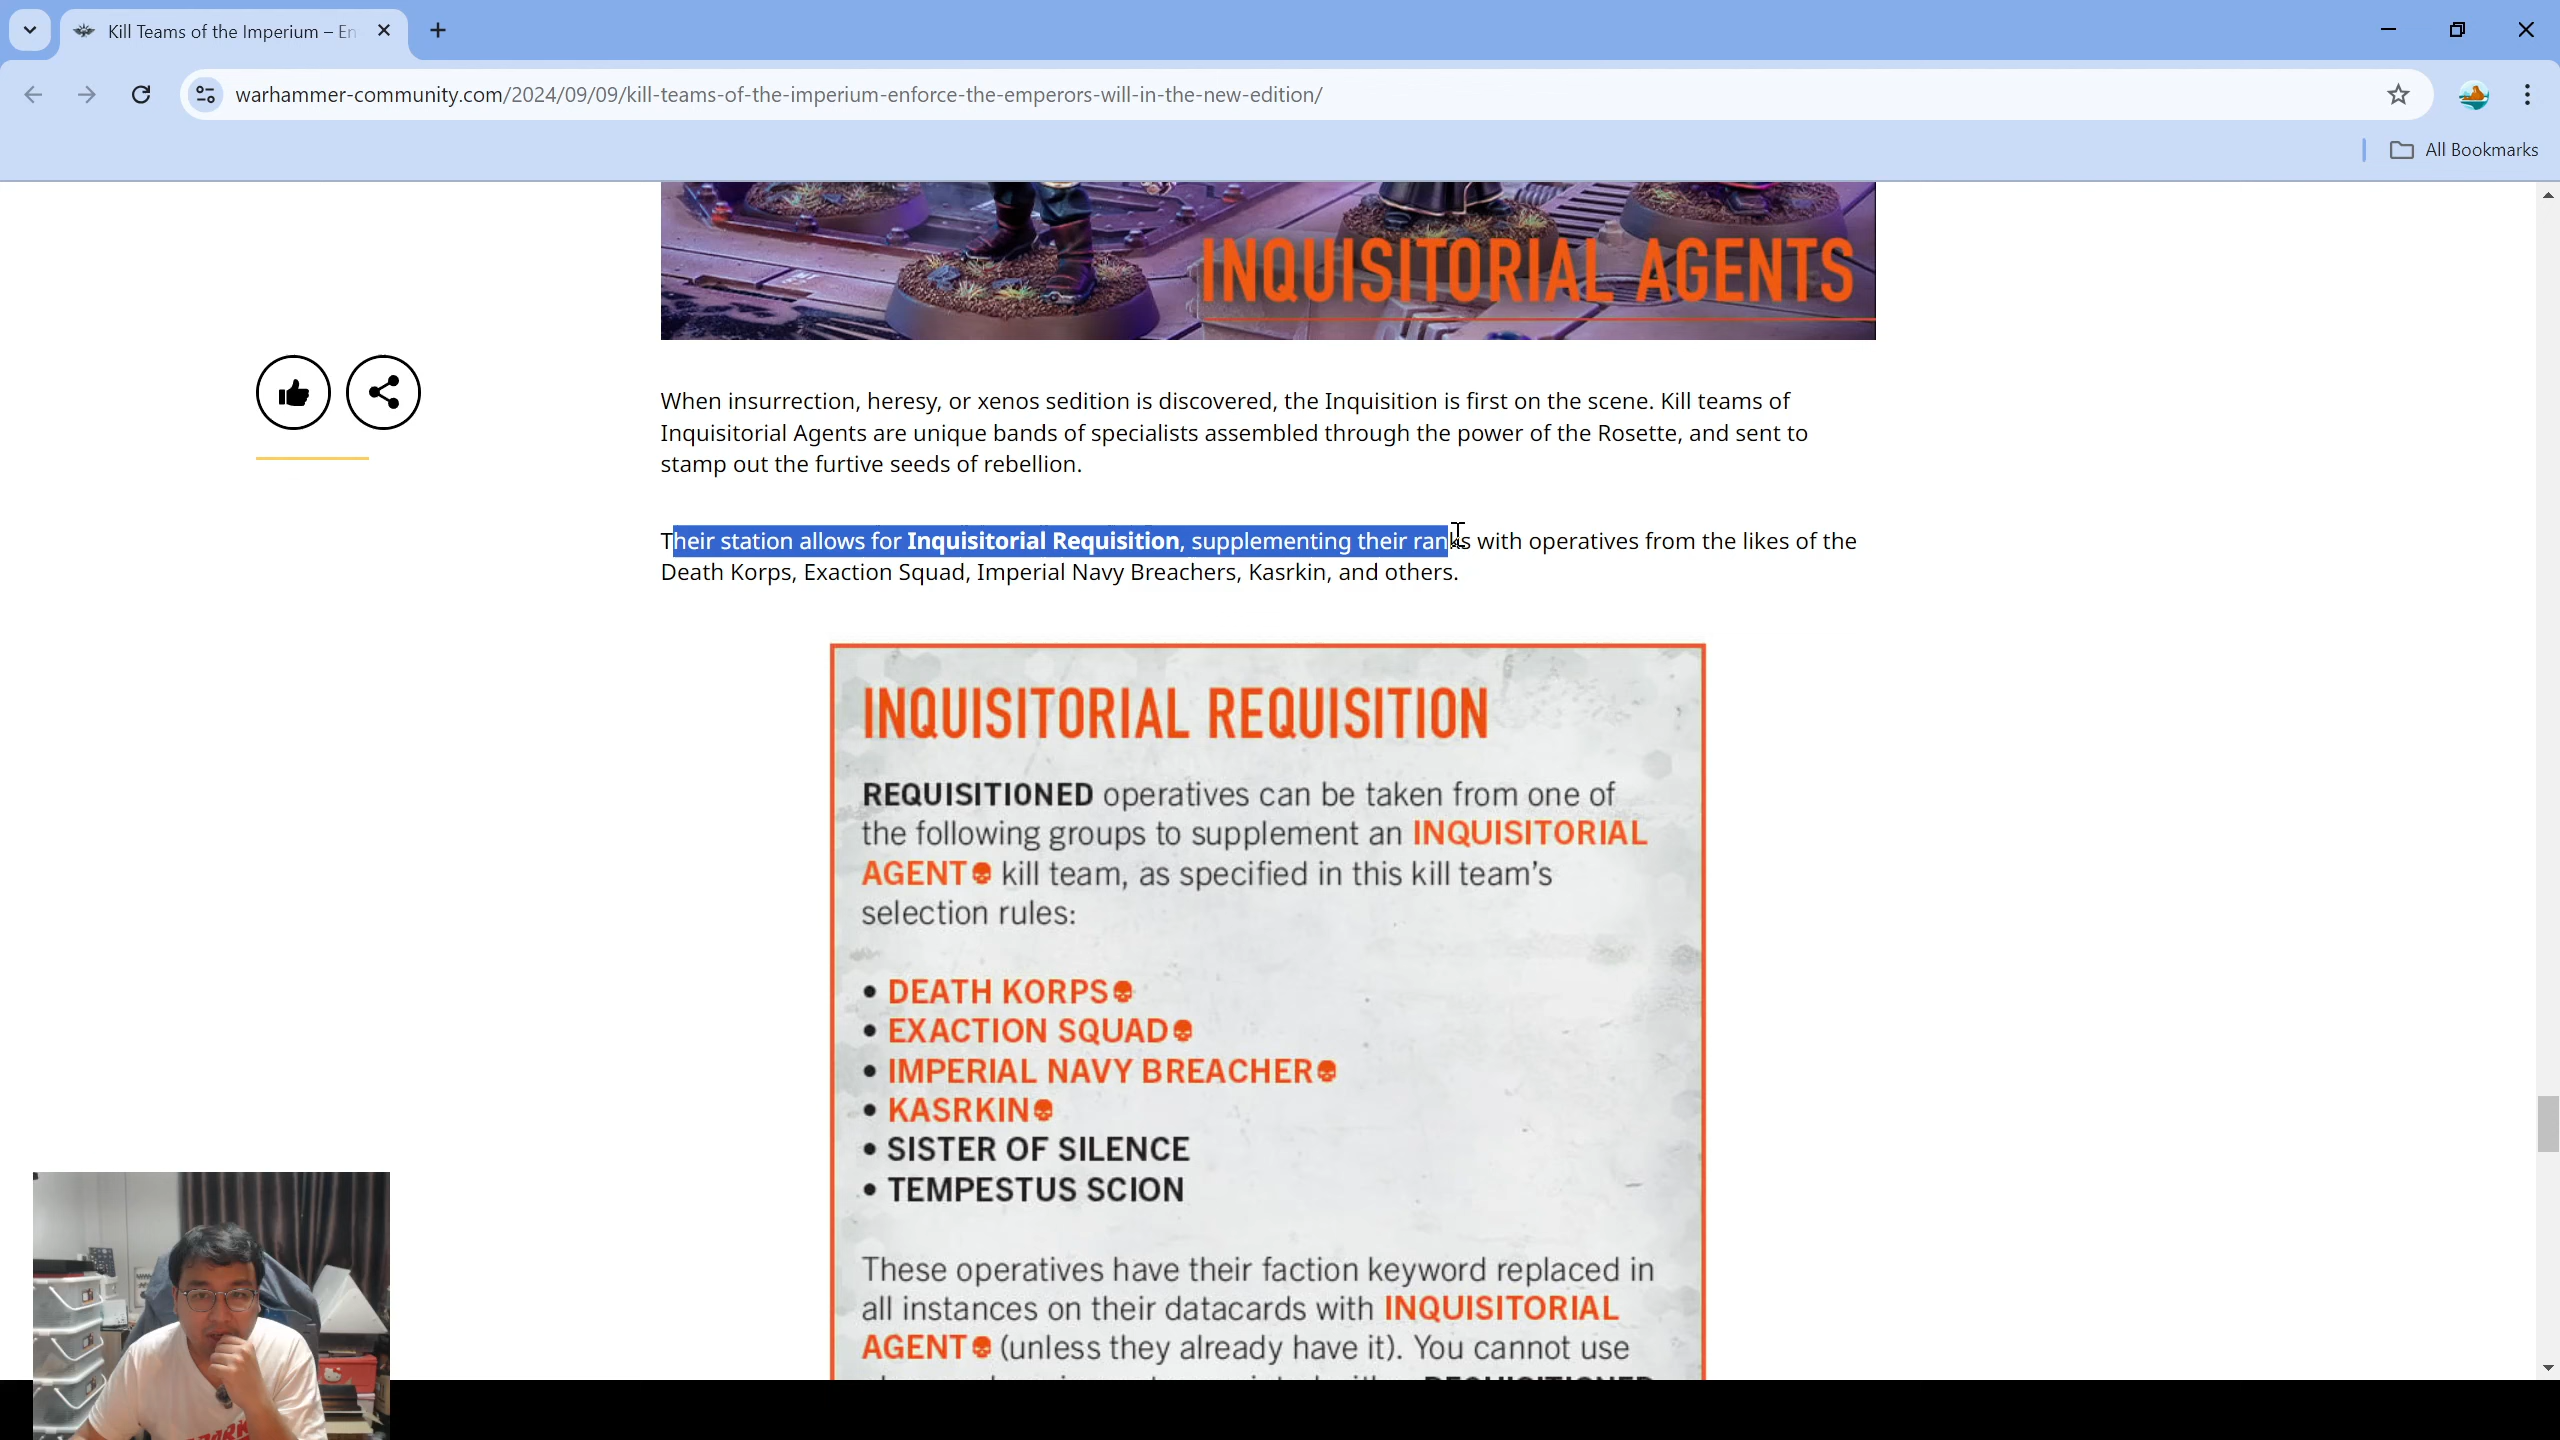 Kill Teams of the Imperium – En
warhammer-community.com/2024/09/09/kill-teams-of-the-imperium-enforce-the-emperors-will-in-the-new-edition/
All Bookmarks
INQUISITORIAL AGENTS
When insurrection, heresy, or xenos sedition is discovered, the Inquisition is first on the scene. Kill teams of
Inquisitorial Agents are unique bands of specialists assembled through the power of the Rosette, and sent to
stamp out the furtive seeds of rebellion.
Their station allows for Inquisitorial Requisition, supplementing their ranks with operatives from the likes of the
Death Korps, Exaction Squad, Imperial Navy Breachers, Kasrkin, and others.
INQUISITORIAL REQUISITION
REQUISITIONED operatives can be taken from one of
the following groups to supplement an INQUISITORIAL
AGENT kill team, as specified in this kill team's
selection rules:
• DEATH KORPS
• EXACTION SQUAD
• IMPERIAL NAVY BREACHER
• KASRKIN
• SISTER OF SILENCE
• TEMPESTUS SCION
These operatives have their faction keyword replaced in
all instances on their datacards with INQUISITORIAL
AGENT (unless they already have it). You cannot use